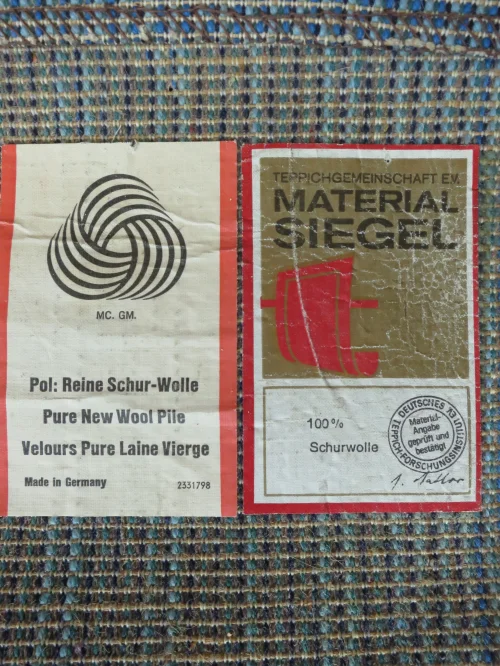 MC. GM.
Pol: Reine Schur-Wolle
Pure New Wool Pile
Velours Pure Laine Vierge
Made in Germany
2331798
TEPPICHGEMEINSCHAFT E.V.
MATERIAL
SIEGEL
100%
Schurwolle
DEUTSCHES
TEPPICH-FORSCHUNGSINSTITUT E.V.
Material-
Angabe
geprüft und
bestätigt